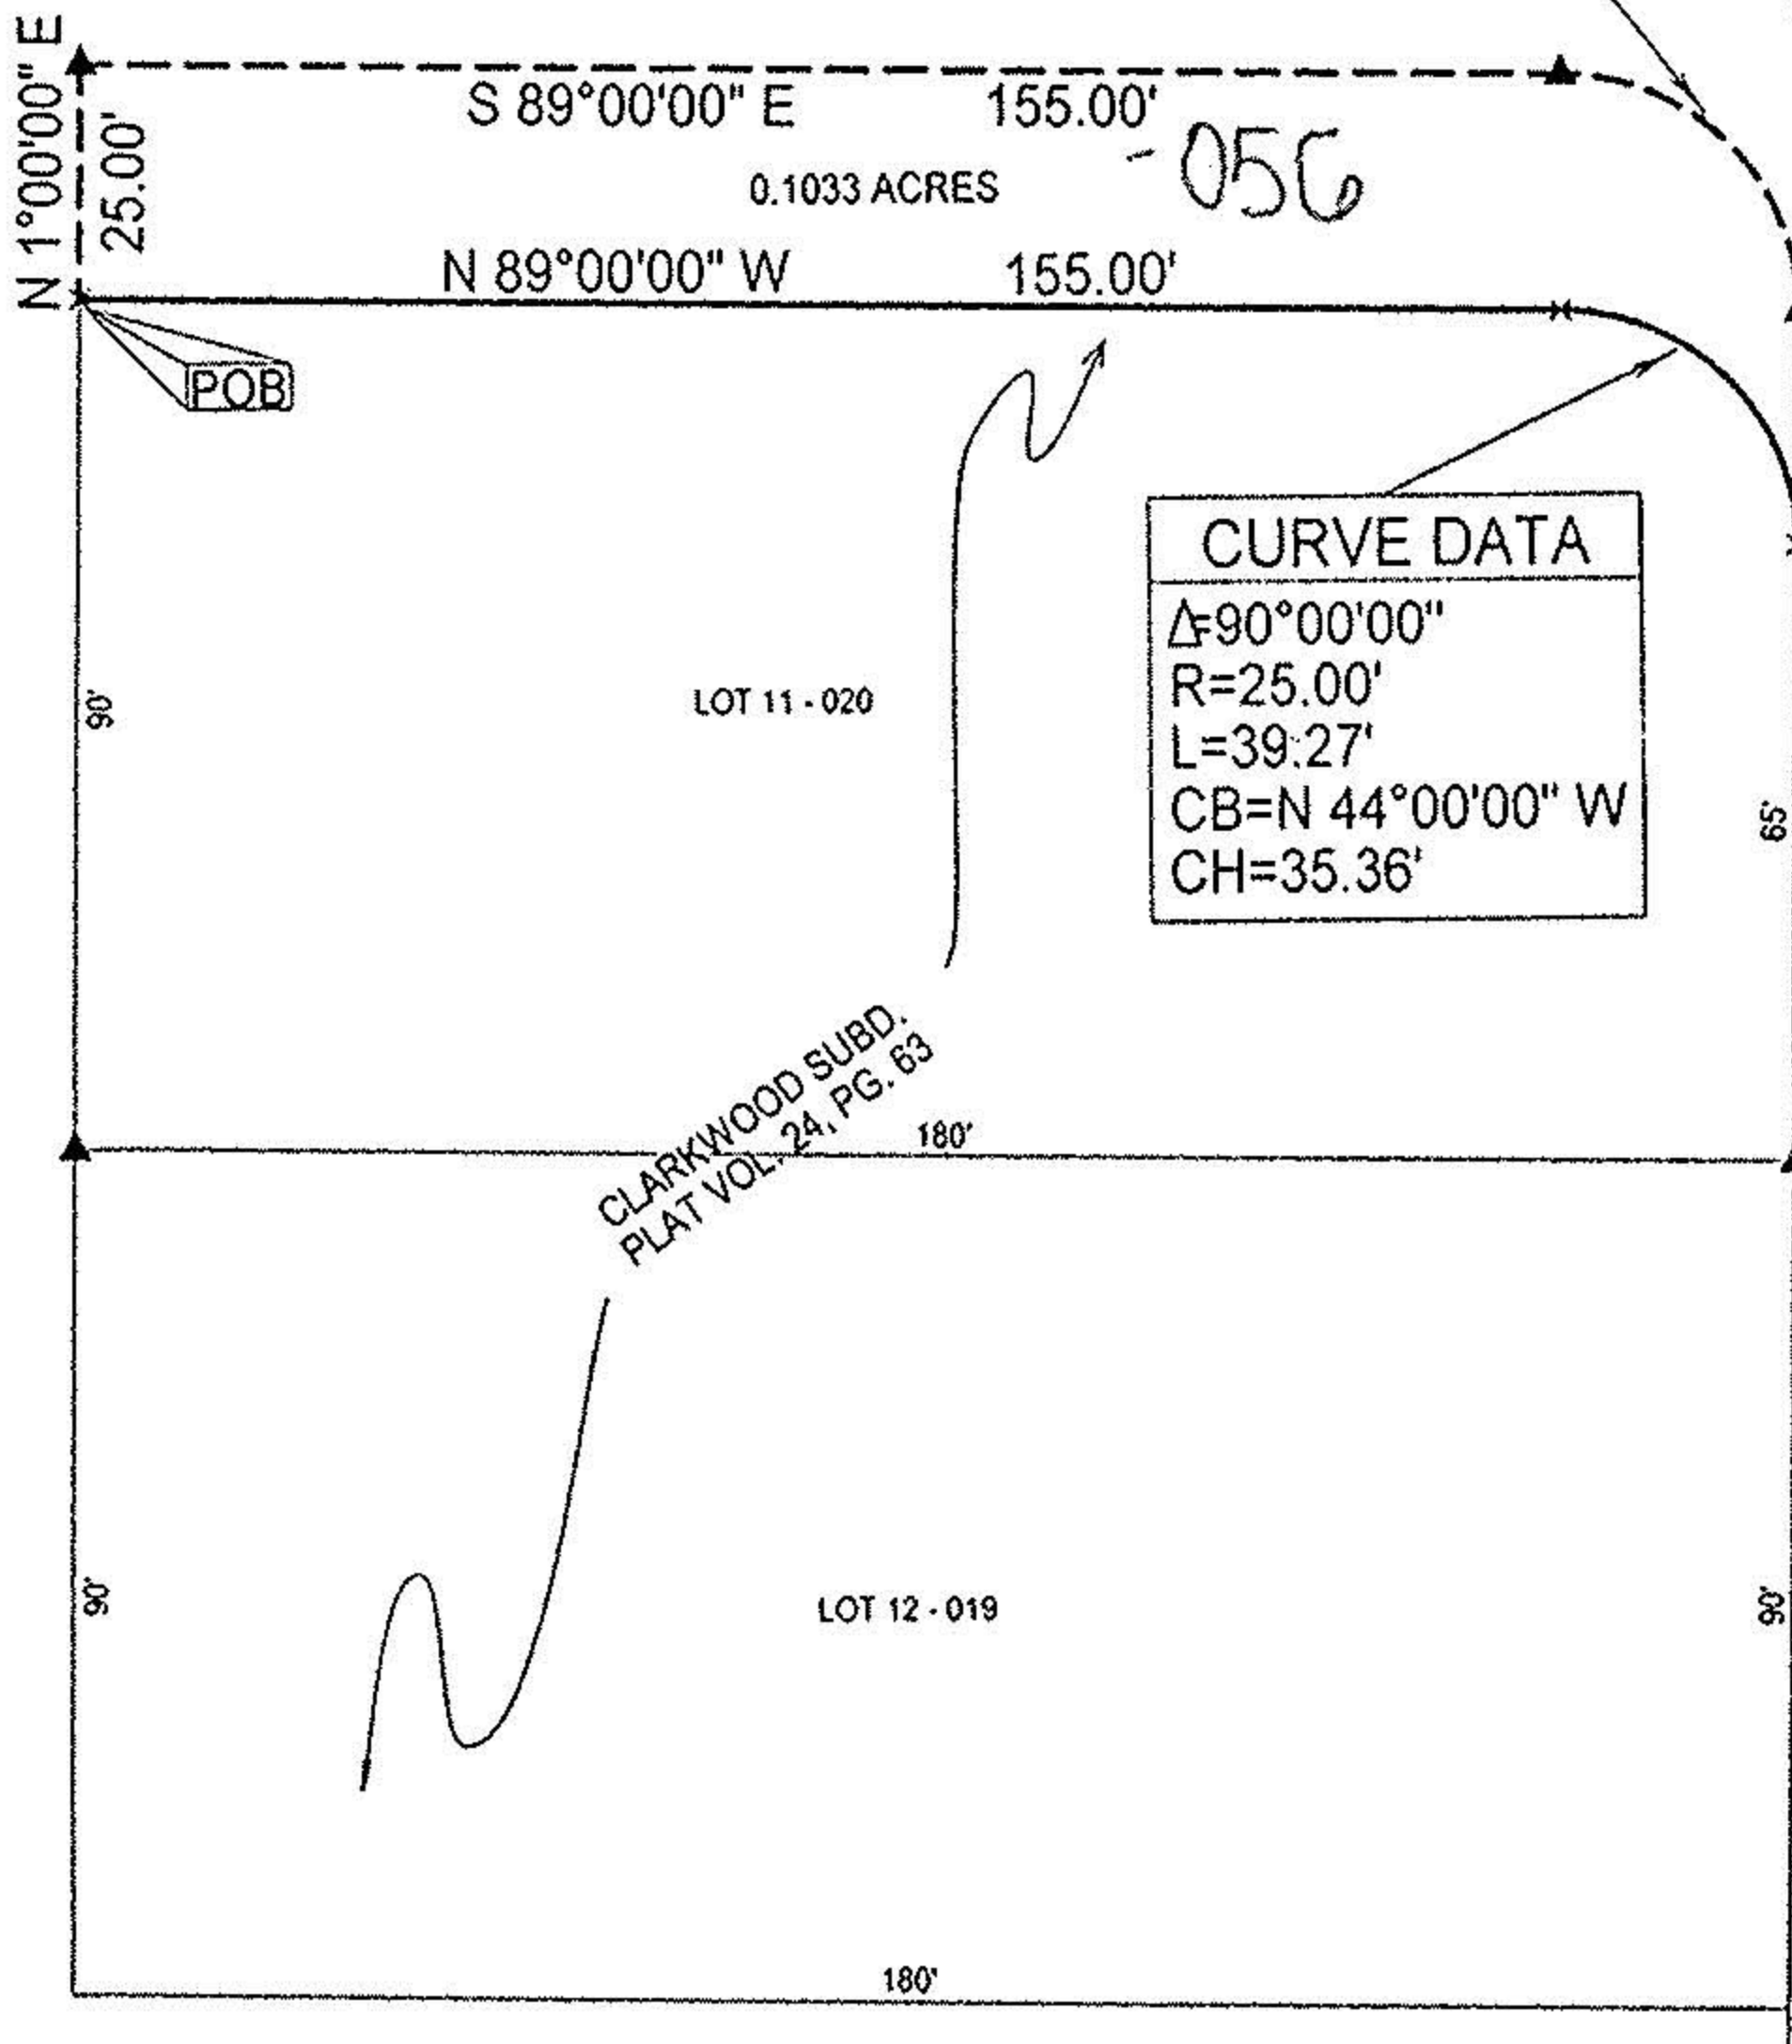 N 1°00'00" E
25.00'
S 89°00'00" E 155.00'
0.1033 ACRES
- 056
N 89°00'00" W 155.00'
POB
CURVE DATA
Δ=90°00'00"
R=25.00'
L=39.27'
CB=N 44°00'00" W
CH=35.36'
90'
LOT 11 - 020
65'
CLARKWOOD SUBD.
PLAT VOL. 24, PG. 63
180'
90'
LOT 12 - 019
90'
180'